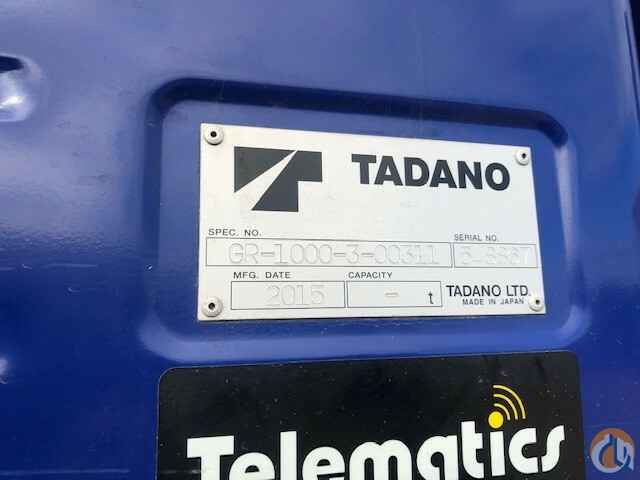 TADANO
SPEC. NO. SERIAL NO.
GR-1000-3-00311
MFG. DATE CAPACITY
2015 - t TADANO LTD.
MADE IN JAPAN
Telematics